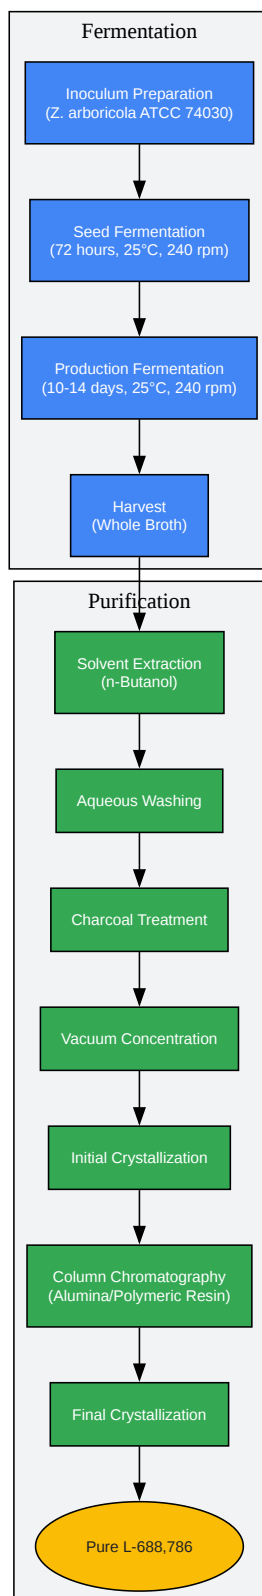 Fermentation
Inoculum Preparation
(Z. arboricola ATCC 74030)
Seed Fermentation
(72 hours, 25°C, 240 rpm)
Production Fermentation
(10-14 days, 25°C, 240 rpm)
Harvest
(Whole Broth)
Purification
Solvent Extraction
(n-Butanol)
Aqueous Washing
Charcoal Treatment
Vacuum Concentration
Initial Crystallization
Column Chromatography
(Alumina/Polymeric Resin)
Final Crystallization
Pure L-688,786